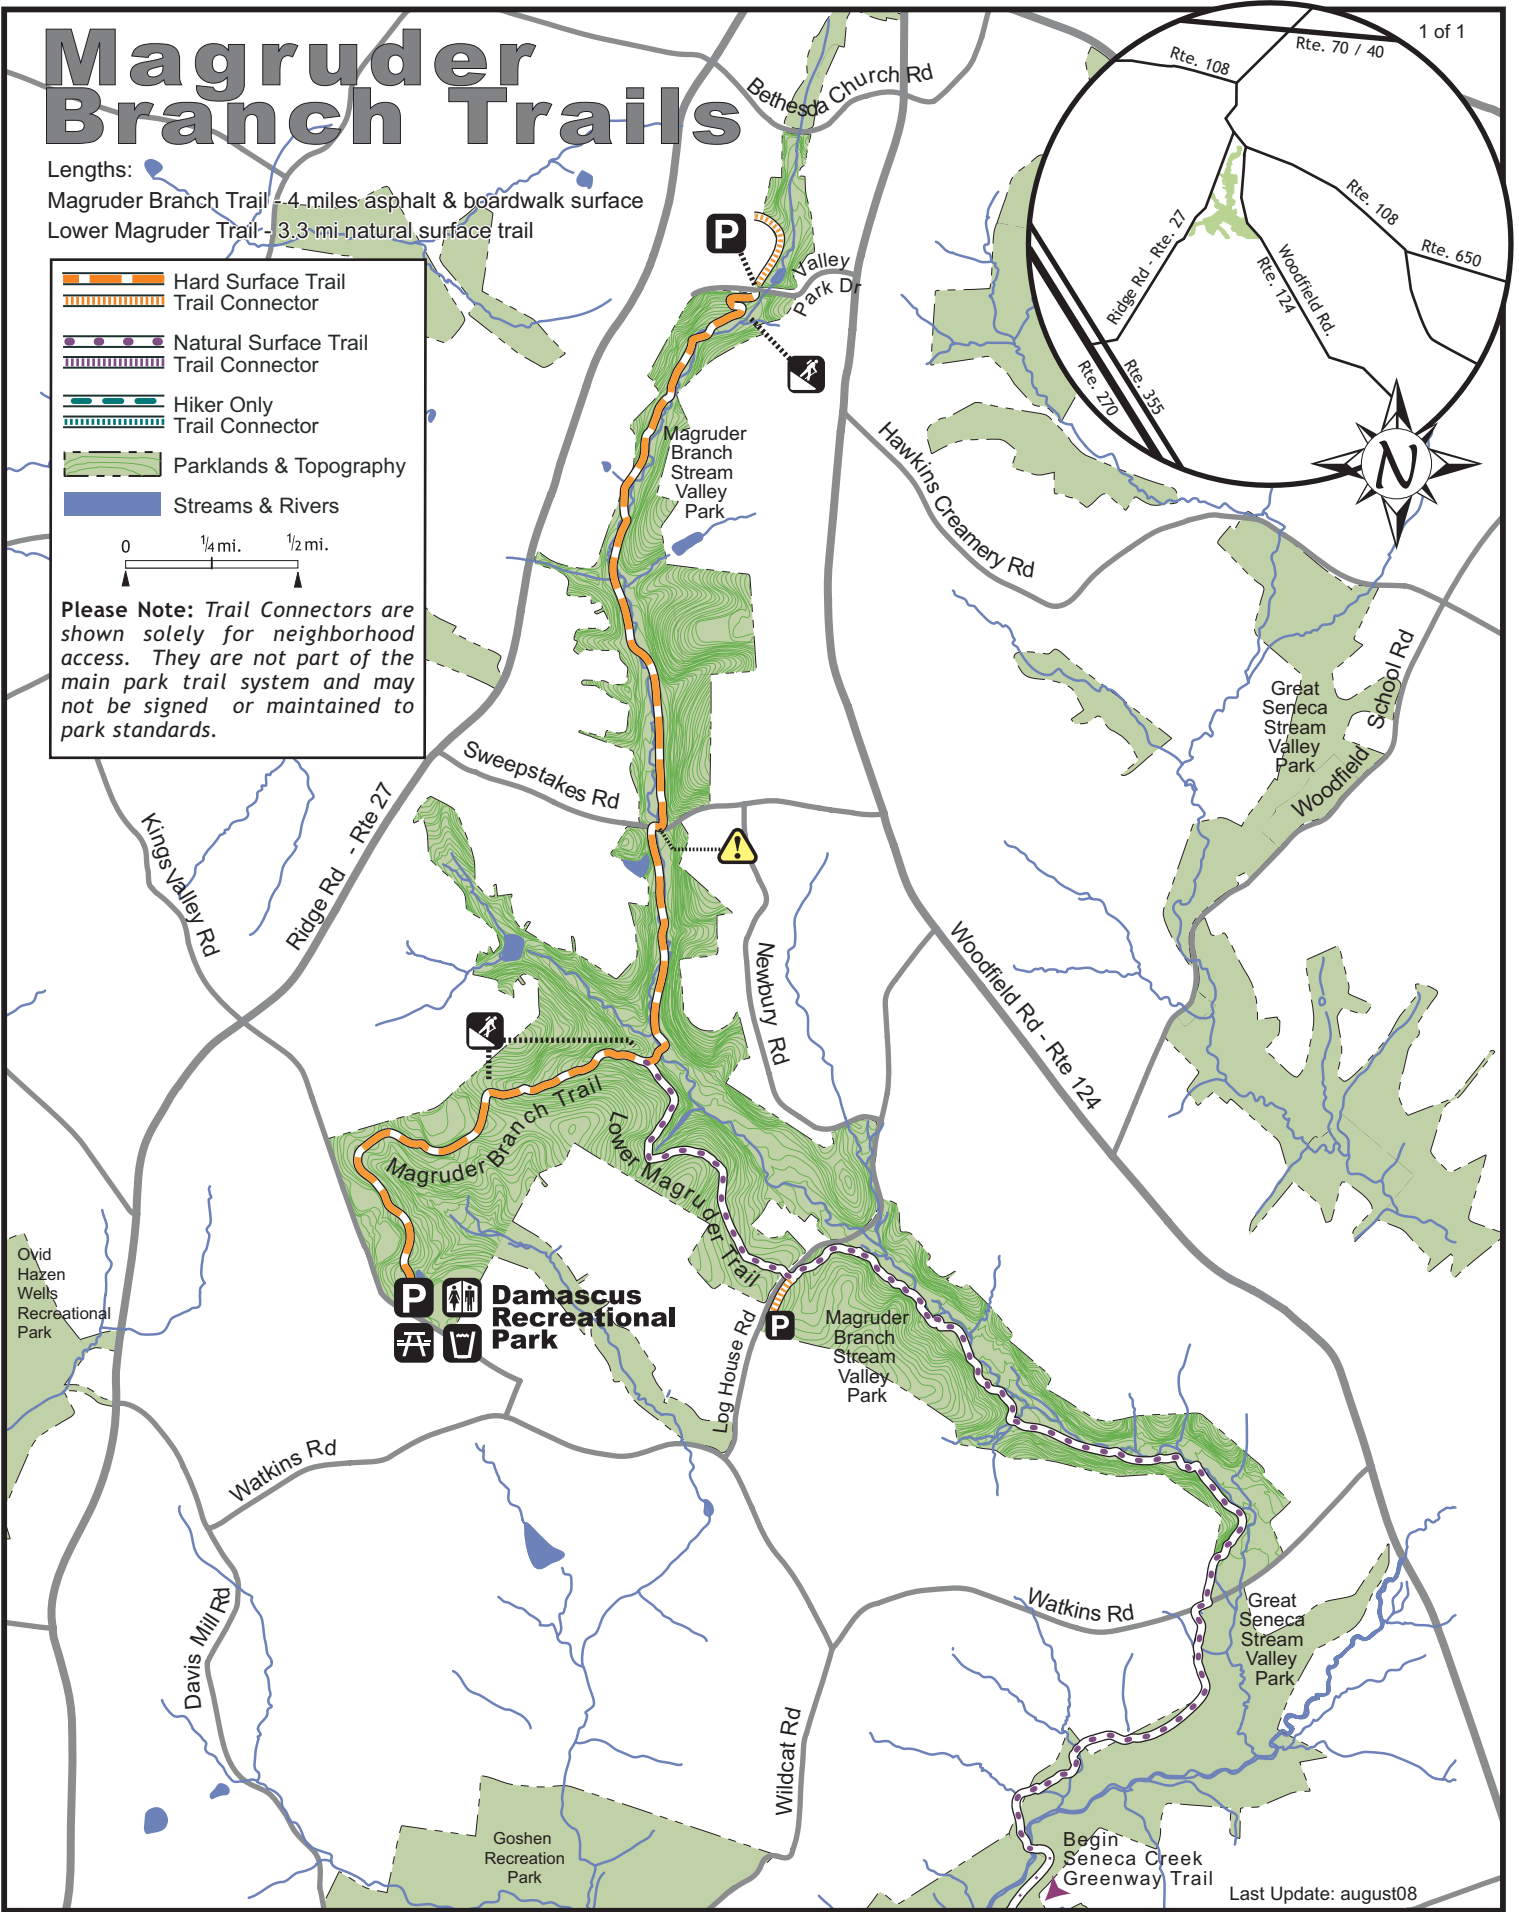 Magruder
Branch Trails
Lengths:
Magruder Branch Trail - 4 miles asphalt & boardwalk surface
Lower Magruder Trail - 3.3 mi natural surface trail
Hard Surface Trail
Trail Connector
Natural Surface Trail
Trail Connector
Hiker Only
Trail Connector
Parklands & Topography
Streams & Rivers
0 1/4 mi. 1/2 mi.
Please Note: Trail Connectors are
shown solely for neighborhood
access. They are not part of the
main park trail system and may
not be signed or maintained to
park standards.
1 of 1
Rte. 70 / 40
Rte. 108
Rte. 108
Rte. 650
Ridge Rd - Rte. 27
Woodfield Rd.
Rte. 124
Rte. 355
Rte. 270
N
Bethesda Church Rd
P
Valley
Park Dr
Magruder
Branch
Stream
Valley
Park
Hawkins Creamery Rd
Great
Seneca
Stream
Valley
Park
Woodfield School Rd
Sweepstakes Rd
!
Kings Valley Rd
Ridge Rd - Rte 27
Newbury Rd
Woodfield Rd - Rte 124
Magruder Branch Trail
Lower Magruder Trail
Ovid
Hazen
Wells
Recreational
Park
P
Damascus
Recreational
Park
Log House Rd
P
Magruder
Branch
Stream
Valley
Park
Watkins Rd
Davis Mill Rd
Watkins Rd
Great
Seneca
Stream
Valley
Park
Wildcat Rd
Goshen
Recreation
Park
Begin
Seneca Creek
Greenway Trail
Last Update: august08